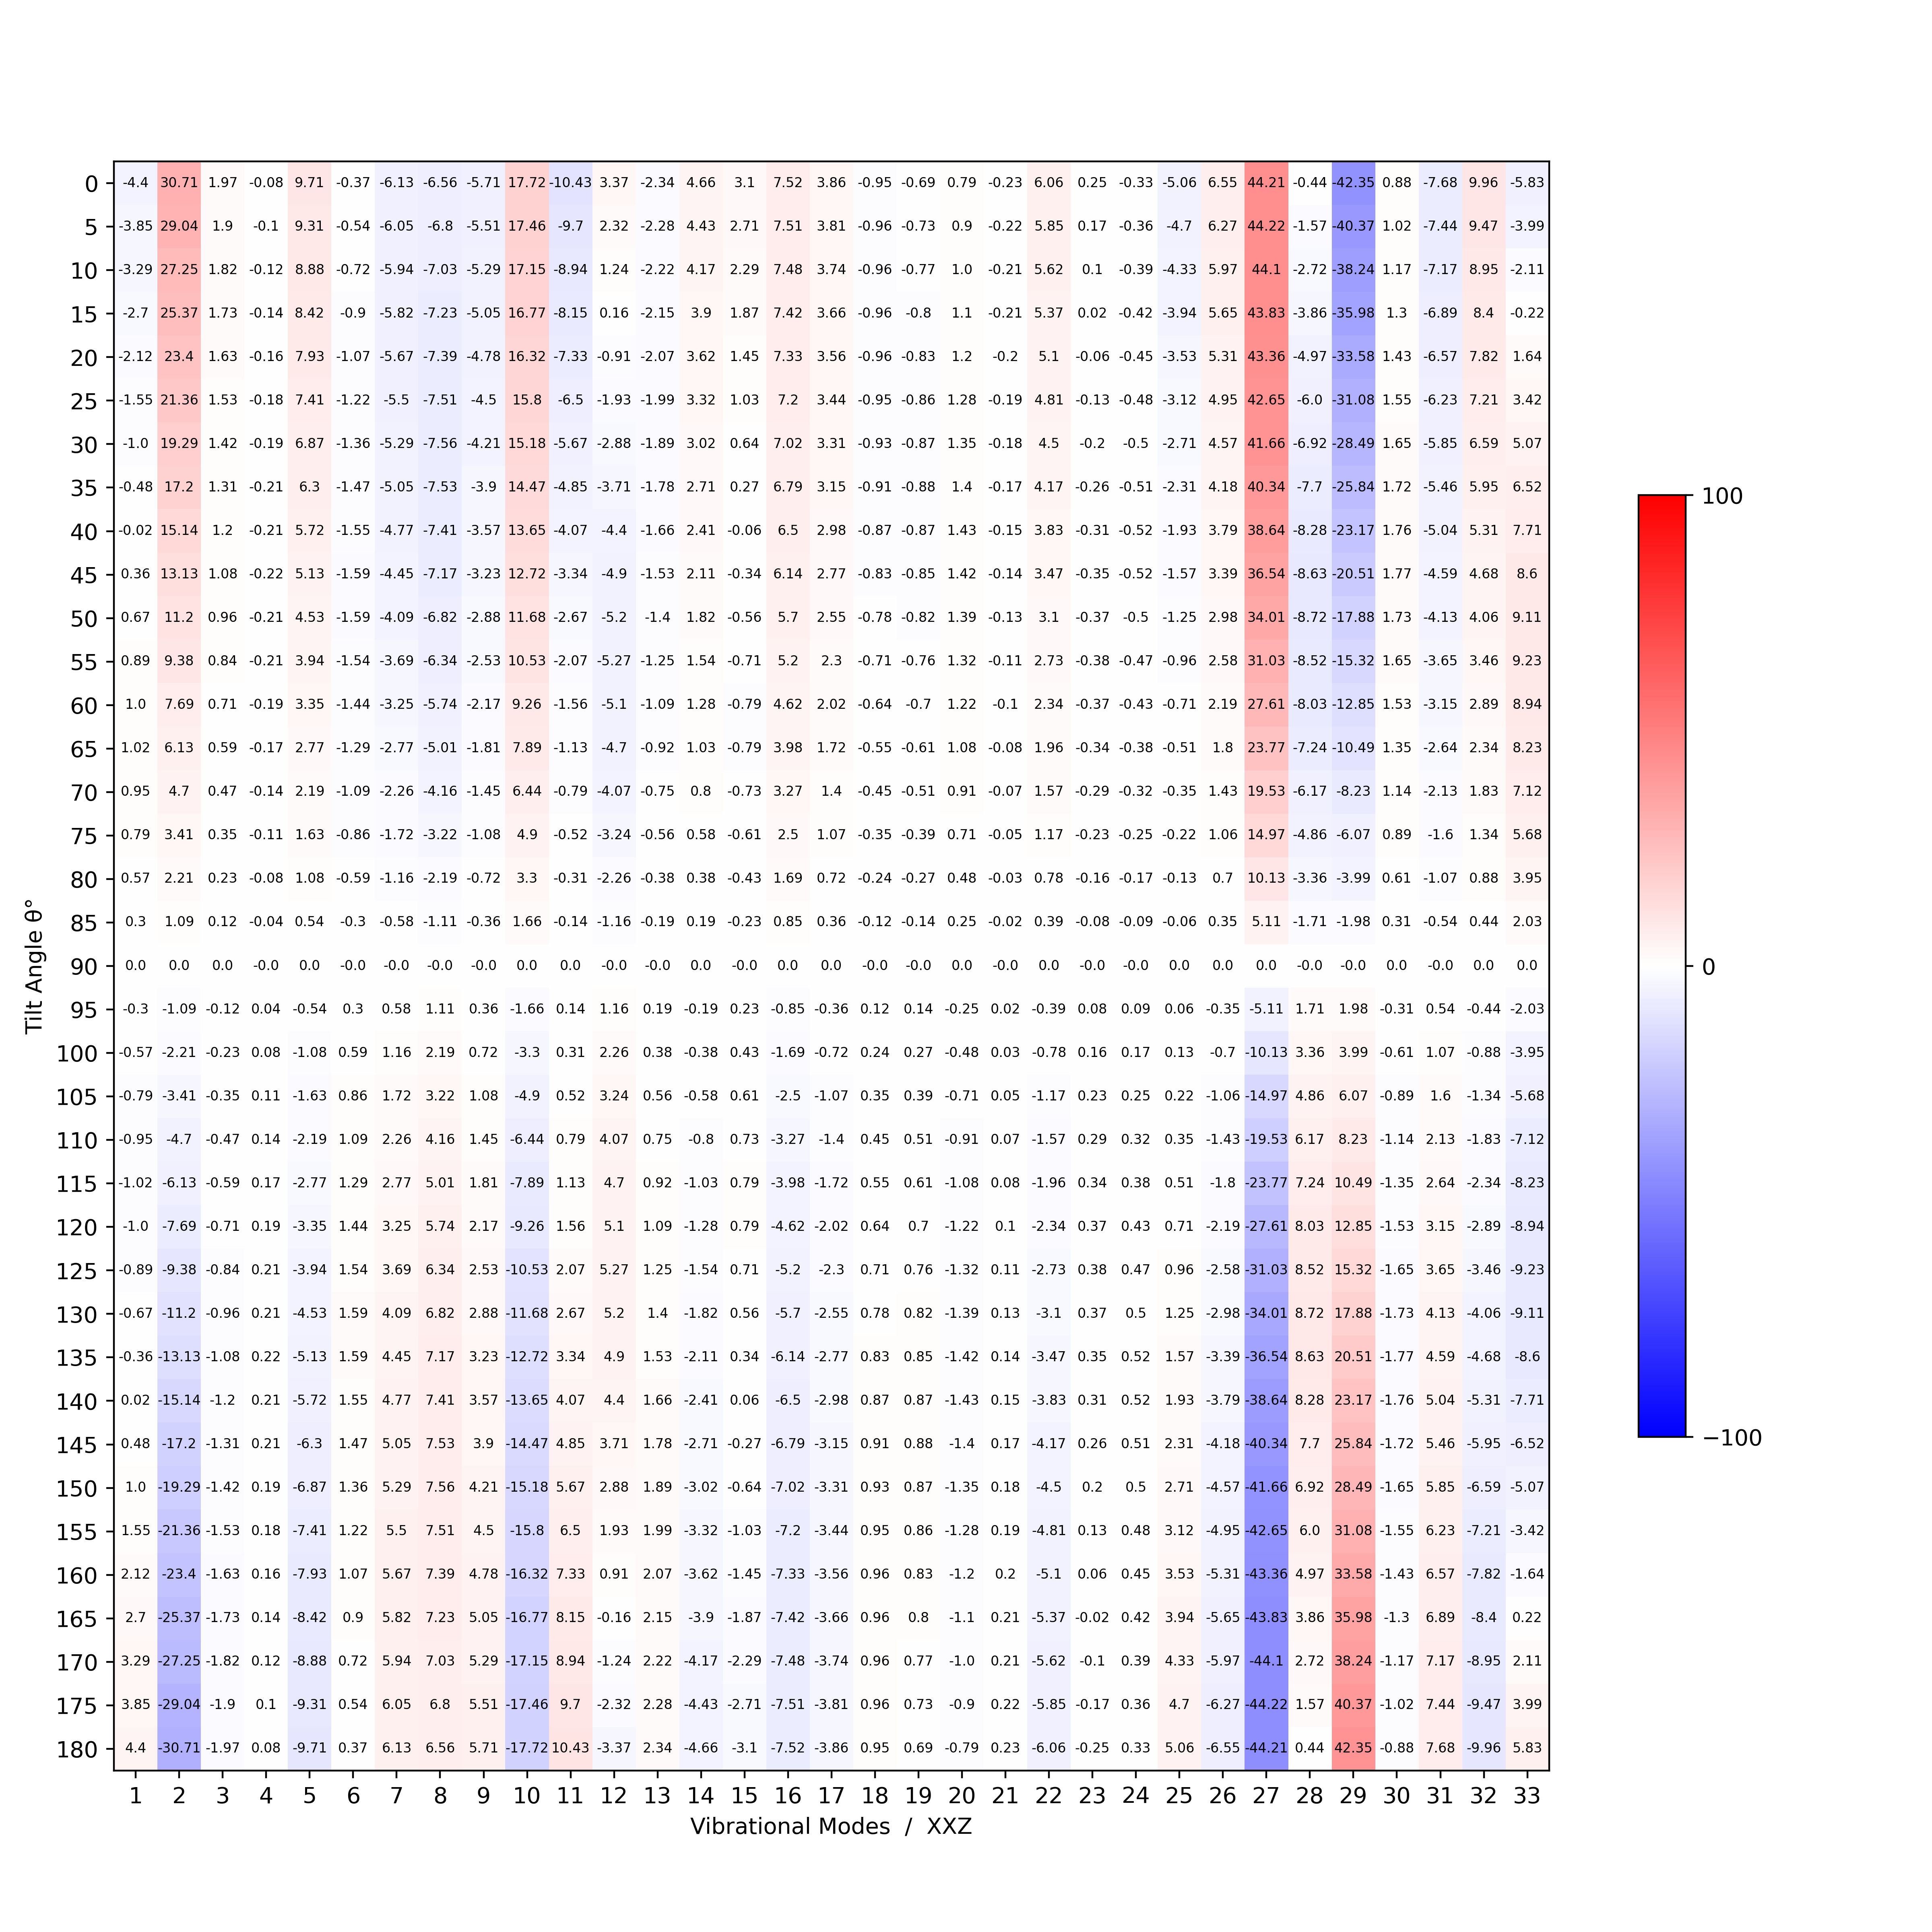 0 -4.4 30.71 1.97 -0.08 9.71 -0.37 -6.13 -6.56 -5.71 17.72 -10.43 3.37 -2.34 4.66 3.1 7.52 3.86 -0.95 -0.69 0.79 -0.23 6.06 0.25 -0.33 -5.06 6.55 44.21 -0.44 -42.35 0.88 -7.68 9.96 -5.83
5 -3.85 29.04 1.9 -0.1 9.31 -0.54 -6.05 -6.8 -5.51 17.46 -9.7 2.32 -2.28 4.43 2.71 7.51 3.81 -0.96 -0.73 0.9 -0.22 5.85 0.17 -0.36 -4.7 6.27 44.22 -1.57 -40.37 1.02 -7.44 9.47 -3.99
10 -3.29 27.25 1.82 -0.12 8.88 -0.72 -5.94 -7.03 -5.29 17.15 -8.94 1.24 -2.22 4.17 2.29 7.48 3.74 -0.96 -0.77 1.0 -0.21 5.62 0.1 -0.39 -4.33 5.97 44.1 -2.72 -38.24 1.17 -7.17 8.95 -2.11
15 -2.7 25.37 1.73 -0.14 8.42 -0.9 -5.82 -7.23 -5.05 16.77 -8.15 0.16 -2.15 3.9 1.87 7.42 3.66 -0.96 -0.8 1.1 -0.21 5.37 0.02 -0.42 -3.94 5.65 43.83 -3.86 -35.98 1.3 -6.89 8.4 -0.22
20 -2.12 23.4 1.63 -0.16 7.93 -1.07 -5.67 -7.39 -4.78 16.32 -7.33 -0.91 -2.07 3.62 1.45 7.33 3.56 -0.96 -0.83 1.2 -0.2 5.1 -0.06 -0.45 -3.53 5.31 43.36 -4.97 -33.58 1.43 -6.57 7.82 1.64
25 -1.55 21.36 1.53 -0.18 7.41 -1.22 -5.5 -7.51 -4.5 15.8 -6.5 -1.93 -1.99 3.32 1.03 7.2 3.44 -0.95 -0.86 1.28 -0.19 4.81 -0.13 -0.48 -3.12 4.95 42.65 -6.0 -31.08 1.55 -6.23 7.21 3.42
30 -1.0 19.29 1.42 -0.19 6.87 -1.36 -5.29 -7.56 -4.21 15.18 -5.67 -2.88 -1.89 3.02 0.64 7.02 3.31 -0.93 -0.87 1.35 -0.18 4.5 -0.2 -0.5 -2.71 4.57 41.66 -6.92 -28.49 1.65 -5.85 6.59 5.07
35 -0.48 17.2 1.31 -0.21 6.3 -1.47 -5.05 -7.53 -3.9 14.47 -4.85 -3.71 -1.78 2.71 0.27 6.79 3.15 -0.91 -0.88 1.4 -0.17 4.17 -0.26 -0.51 -2.31 4.18 40.34 -7.7 -25.84 1.72 -5.46 5.95 6.52
40 -0.02 15.14 1.2 -0.21 5.72 -1.55 -4.77 -7.41 -3.57 13.65 -4.07 -4.4 -1.66 2.41 -0.06 6.5 2.98 -0.87 -0.87 1.43 -0.15 3.83 -0.31 -0.52 -1.93 3.79 38.64 -8.28 -23.17 1.76 -5.04 5.31 7.71
45 0.36 13.13 1.08 -0.22 5.13 -1.59 -4.45 -7.17 -3.23 12.72 -3.34 -4.9 -1.53 2.11 -0.34 6.14 2.77 -0.83 -0.85 1.42 -0.14 3.47 -0.35 -0.52 -1.57 3.39 36.54 -8.63 -20.51 1.77 -4.59 4.68 8.6
50 0.67 11.2 0.96 -0.21 4.53 -1.59 -4.09 -6.82 -2.88 11.68 -2.67 -5.2 -1.4 1.82 -0.56 5.7 2.55 -0.78 -0.82 1.39 -0.13 3.1 -0.37 -0.5 -1.25 2.98 34.01 -8.72 -17.88 1.73 -4.13 4.06 9.11
55 0.89 9.38 0.84 -0.21 3.94 -1.54 -3.69 -6.34 -2.53 10.53 -2.07 -5.27 -1.25 1.54 -0.71 5.2 2.3 -0.71 -0.76 1.32 -0.11 2.73 -0.38 -0.47 -0.96 2.58 31.03 -8.52 -15.32 1.65 -3.65 3.46 9.23
60 1.0 7.69 0.71 -0.19 3.35 -1.44 -3.25 -5.74 -2.17 9.26 -1.56 -5.1 -1.09 1.28 -0.79 4.62 2.02 -0.64 -0.7 1.22 -0.1 2.34 -0.37 -0.43 -0.71 2.19 27.61 -8.03 -12.85 1.53 -3.15 2.89 8.94
65 1.02 6.13 0.59 -0.17 2.77 -1.29 -2.77 -5.01 -1.81 7.89 -1.13 -4.7 -0.92 1.03 -0.79 3.98 1.72 -0.55 -0.61 1.08 -0.08 1.96 -0.34 -0.38 -0.51 1.8 23.77 -7.24 -10.49 1.35 -2.64 2.34 8.23
70 0.95 4.7 0.47 -0.14 2.19 -1.09 -2.26 -4.16 -1.45 6.44 -0.79 -4.07 -0.75 0.8 -0.73 3.27 1.4 -0.45 -0.51 0.91 -0.07 1.57 -0.29 -0.32 -0.35 1.43 19.53 -6.17 -8.23 1.14 -2.13 1.83 7.12
75 0.79 3.41 0.35 -0.11 1.63 -0.86 -1.72 -3.22 -1.08 4.9 -0.52 -3.24 -0.56 0.58 -0.61 2.5 1.07 -0.35 -0.39 0.71 -0.05 1.17 -0.23 -0.25 -0.22 1.06 14.97 -4.86 -6.07 0.89 -1.6 1.34 5.68
80 0.57 2.21 0.23 -0.08 1.08 -0.59 -1.16 -2.19 -0.72 3.3 -0.31 -2.26 -0.38 0.38 -0.43 1.69 0.72 -0.24 -0.27 0.48 -0.03 0.78 -0.16 -0.17 -0.13 0.7 10.13 -3.36 -3.99 0.61 -1.07 0.88 3.95
85 0.3 1.09 0.12 -0.04 0.54 -0.3 -0.58 -1.11 -0.36 1.66 -0.14 -1.16 -0.19 0.19 -0.23 0.85 0.36 -0.12 -0.14 0.25 -0.02 0.39 -0.08 -0.09 -0.06 0.35 5.11 -1.71 -1.98 0.31 -0.54 0.44 2.03
90 0.0 0.0 0.0 -0.0 0.0 -0.0 -0.0 -0.0 -0.0 0.0 0.0 -0.0 -0.0 0.0 0.0 0.0 0.0 -0.0 -0.0 0.0 -0.0 0.0 -0.0 -0.0 0.0 0.0 0.0 -0.0 -0.0 0.0 -0.0 0.0 0.0
95 -0.3 -1.09 -0.12 0.04 -0.54 0.3 0.58 1.11 0.36 -1.66 0.14 1.16 0.19 -0.19 0.23 -0.85 -0.36 0.12 0.14 -0.25 0.02 -0.39 0.08 0.09 0.06 -0.35 -5.11 1.71 1.98 -0.31 0.54 -0.44 -2.03
100 -0.57 -2.21 -0.23 0.08 -1.08 0.59 1.16 2.19 0.72 -3.3 0.31 2.26 0.38 -0.38 0.43 -1.69 -0.72 0.24 0.27 -0.48 0.03 -0.78 0.16 0.17 0.13 -0.7 -10.13 3.36 3.99 -0.61 1.07 -0.88 -3.95
105 -0.79 -3.41 -0.35 0.11 -1.63 0.86 1.72 3.22 1.08 -4.9 0.52 3.24 0.56 -0.58 0.61 -2.5 -1.07 0.35 0.39 -0.71 0.05 -1.17 0.23 0.25 0.22 -1.06 -14.97 4.86 6.07 -0.89 1.6 -1.34 -5.68
110 -0.95 -4.7 -0.47 0.14 -2.19 1.09 2.26 4.16 1.45 -6.44 0.79 4.07 0.75 -0.8 0.73 -3.27 -1.4 0.45 0.51 -0.91 0.07 -1.57 0.29 0.32 0.35 -1.43 -19.53 6.17 8.23 -1.14 2.13 -1.83 -7.12
115 -1.02 -6.13 -0.59 0.17 -2.77 1.29 2.77 5.01 1.81 -7.89 1.13 4.7 0.92 -1.03 0.79 -3.98 -1.72 0.55 0.61 -1.08 0.08 -1.96 0.34 0.38 0.51 -1.8 -23.77 7.24 10.49 -1.35 2.64 -2.34 -8.23
120 -1.0 -7.69 -0.71 0.19 -3.35 1.44 3.25 5.74 2.17 -9.26 1.56 5.1 1.09 -1.28 0.79 -4.62 -2.02 0.64 0.7 -1.22 0.1 -2.34 0.37 0.43 0.71 -2.19 -27.61 8.03 12.85 -1.53 3.15 -2.89 -8.94
125 -0.89 -9.38 -0.84 0.21 -3.94 1.54 3.69 6.34 2.53 -10.53 2.07 5.27 1.25 -1.54 0.71 -5.2 -2.3 0.71 0.76 -1.32 0.11 -2.73 0.38 0.47 0.96 -2.58 -31.03 8.52 15.32 -1.65 3.65 -3.46 -9.23
130 -0.67 -11.2 -0.96 0.21 -4.53 1.59 4.09 6.82 2.88 -11.68 2.67 5.2 1.4 -1.82 0.56 -5.7 -2.55 0.78 0.82 -1.39 0.13 -3.1 0.37 0.5 1.25 -2.98 -34.01 8.72 17.88 -1.73 4.13 -4.06 -9.11
135 -0.36 -13.13 -1.08 0.22 -5.13 1.59 4.45 7.17 3.23 -12.72 3.34 4.9 1.53 -2.11 0.34 -6.14 -2.77 0.83 0.85 -1.42 0.14 -3.47 0.35 0.52 1.57 -3.39 -36.54 8.63 20.51 -1.77 4.59 -4.68 -8.6
140 0.02 -15.14 -1.2 0.21 -5.72 1.55 4.77 7.41 3.57 -13.65 4.07 4.4 1.66 -2.41 0.06 -6.5 -2.98 0.87 0.87 -1.43 0.15 -3.83 0.31 0.52 1.93 -3.79 -38.64 8.28 23.17 -1.76 5.04 -5.31 -7.71
145 0.48 -17.2 -1.31 0.21 -6.3 1.47 5.05 7.53 3.9 -14.47 4.85 3.71 1.78 -2.71 -0.27 -6.79 -3.15 0.91 0.88 -1.4 0.17 -4.17 0.26 0.51 2.31 -4.18 -40.34 7.7 25.84 -1.72 5.46 -5.95 -6.52
150 1.0 -19.29 -1.42 0.19 -6.87 1.36 5.29 7.56 4.21 -15.18 5.67 2.88 1.89 -3.02 -0.64 -7.02 -3.31 0.93 0.87 -1.35 0.18 -4.5 0.2 0.5 2.71 -4.57 -41.66 6.92 28.49 -1.65 5.85 -6.59 -5.07
155 1.55 -21.36 -1.53 0.18 -7.41 1.22 5.5 7.51 4.5 -15.8 6.5 1.93 1.99 -3.32 -1.03 -7.2 -3.44 0.95 0.86 -1.28 0.19 -4.81 0.13 0.48 3.12 -4.95 -42.65 6.0 31.08 -1.55 6.23 -7.21 -3.42
160 2.12 -23.4 -1.63 0.16 -7.93 1.07 5.67 7.39 4.78 -16.32 7.33 0.91 2.07 -3.62 -1.45 -7.33 -3.56 0.96 0.83 -1.2 0.2 -5.1 0.06 0.45 3.53 -5.31 -43.36 4.97 33.58 -1.43 6.57 -7.82 -1.64
165 2.7 -25.37 -1.73 0.14 -8.42 0.9 5.82 7.23 5.05 -16.77 8.15 -0.16 2.15 -3.9 -1.87 -7.42 -3.66 0.96 0.8 -1.1 0.21 -5.37 -0.02 0.42 3.94 -5.65 -43.83 3.86 35.98 -1.3 6.89 -8.4 0.22
170 3.29 -27.25 -1.82 0.12 -8.88 0.72 5.94 7.03 5.29 -17.15 8.94 -1.24 2.22 -4.17 -2.29 -7.48 -3.74 0.96 0.77 -1.0 0.21 -5.62 -0.1 0.39 4.33 -5.97 -44.1 2.72 38.24 -1.17 7.17 -8.95 2.11
175 3.85 -29.04 -1.9 0.1 -9.31 0.54 6.05 6.8 5.51 -17.46 9.7 -2.32 2.28 -4.43 -2.71 -7.51 -3.81 0.96 0.73 -0.9 0.22 -5.85 -0.17 0.36 4.7 -6.27 -44.22 1.57 40.37 -1.02 7.44 -9.47 3.99
180 4.4 -30.71 -1.97 0.08 -9.71 0.37 6.13 6.56 5.71 -17.72 10.43 -3.37 2.34 -4.66 -3.1 -7.52 -3.86 0.95 0.69 -0.79 0.23 -6.06 -0.25 0.33 5.06 -6.55 -44.21 0.44 42.35 -0.88 7.68 -9.96 5.83
1 2 3 4 5 6 7 8 9 10 11 12 13 14 15 16 17 18 19 20 21 22 23 24 25 26 27 28 29 30 31 32 33
Vibrational Modes / XXZ
Tilt Angle θ°
100
0
−100